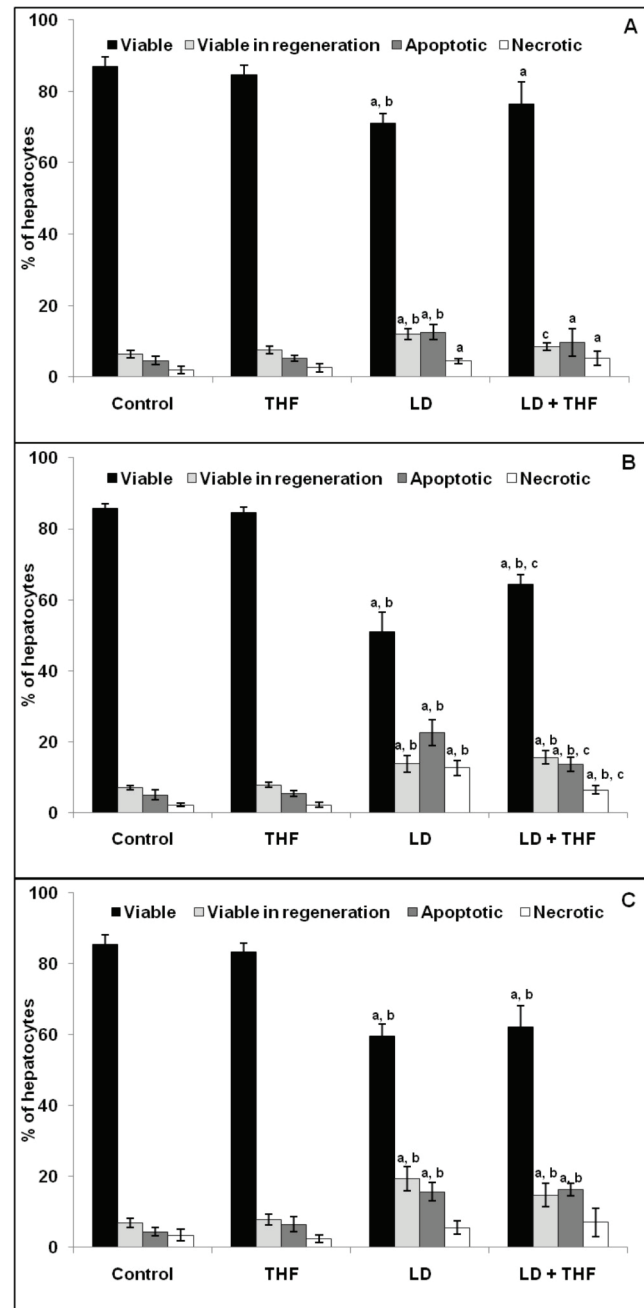 A
Viable Viable in regeneration Apoptotic Necrotic
% of hepatocytes
100
80
60
40
20
0
a, b
a
a, b a, b
a
c
a
a
Control THF LD LD + THF
B
Viable Viable in regeneration Apoptotic Necrotic
% of hepatocytes
100
80
60
40
20
0
a, b
a, b, c
a, b
a, b
a, b
a, b
a, b, c
a, b, c
Control THF LD LD + THF
C
Viable Viable in regeneration Apoptotic Necrotic
% of hepatocytes
100
80
60
40
20
0
a, b
a, b
a, b
a, b
a, b a, b
Control THF LD LD + THF